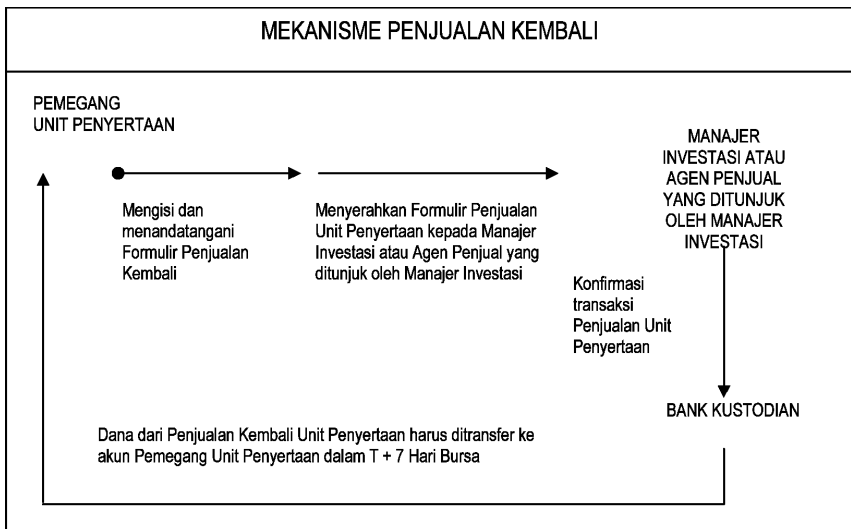 MEKANISME PENJUALAN KEMBALI
PEMEGANG
UNIT PENYERTAAN
MANAJER
INVESTASI ATAU
AGEN PENJUAL
YANG DITUNJUK
OLEH MANAJER
INVESTASI
Mengisi dan
menandatangani
Formulir Penjualan
Kembali
Menyerahkan Formulir Penjualan
Unit Penyertaan kepada Manajer
Investasi atau Agen Penjual yang
ditunjuk oleh Manajer Investasi
Konfirmasi
transaksi
Penjualan Unit
Penyertaan
BANK KUSTODIAN
Dana dari Penjualan Kembali Unit Penyertaan harus ditransfer ke
akun Pemegang Unit Penyertaan dalam T + 7 Hari Bursa